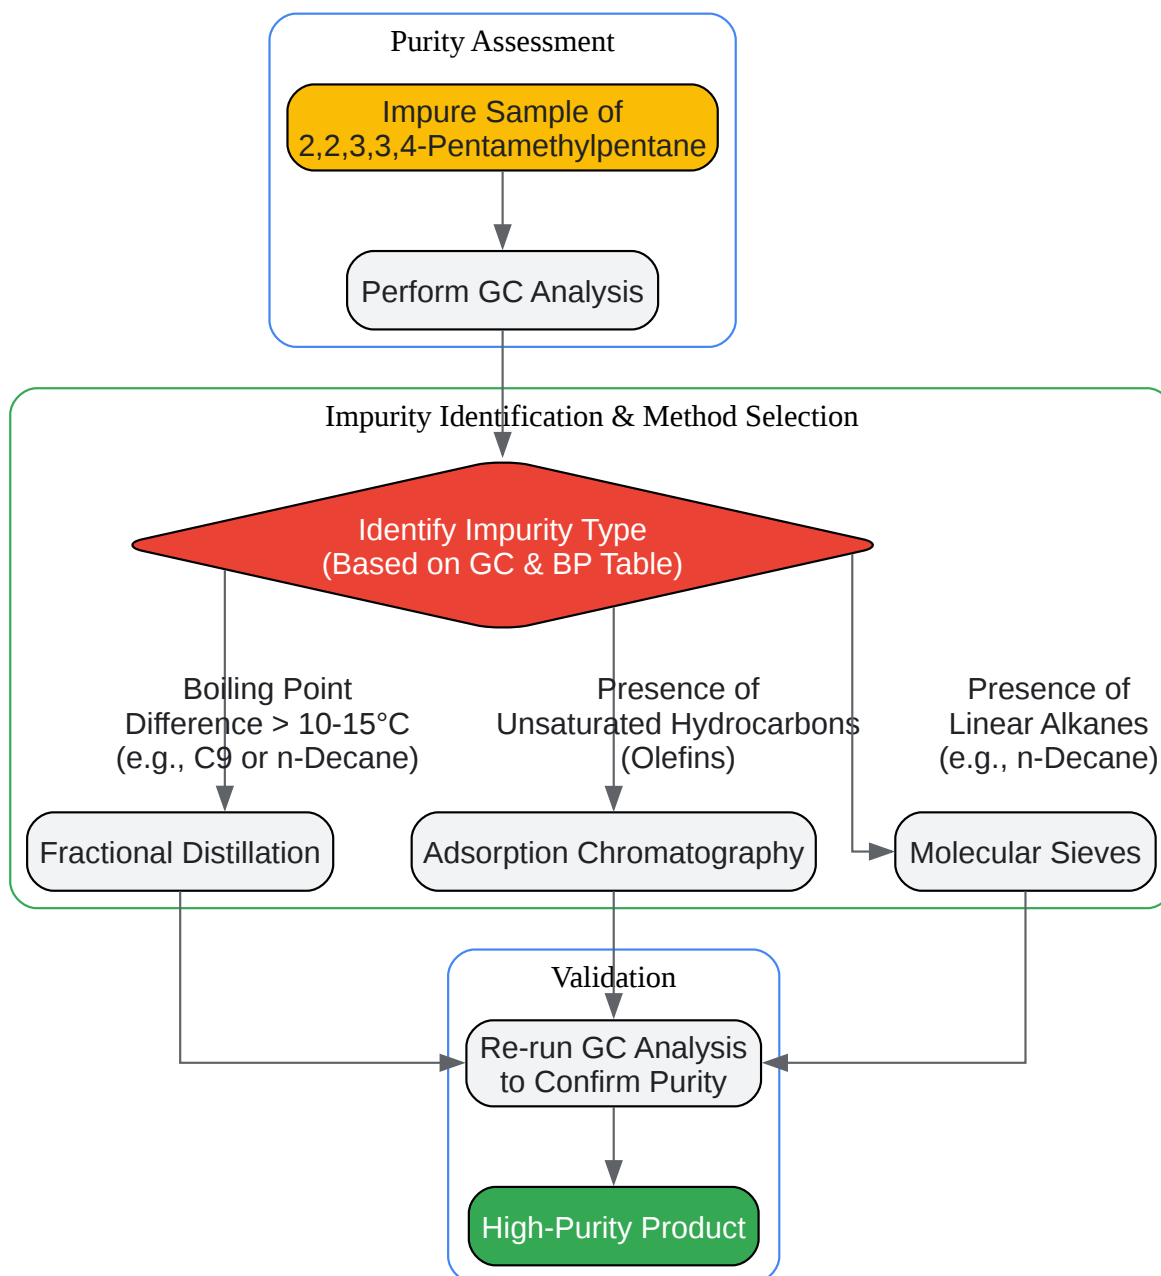 Purity Assessment
Impure Sample of
2,2,3,3,4-Pentamethylpentane
Perform GC Analysis
Impurity Identification & Method Selection
Identify Impurity Type
(Based on GC & BP Table)
Boiling Point
Difference > 10-15°C
(e.g., C9 or n-Decane)
Presence of
Unsaturated Hydrocarbons
(Olefins)
Presence of
Linear Alkanes
(e.g., n-Decane)
Fractional Distillation
Adsorption Chromatography
Molecular Sieves
Validation
Re-run GC Analysis
to Confirm Purity
High-Purity Product